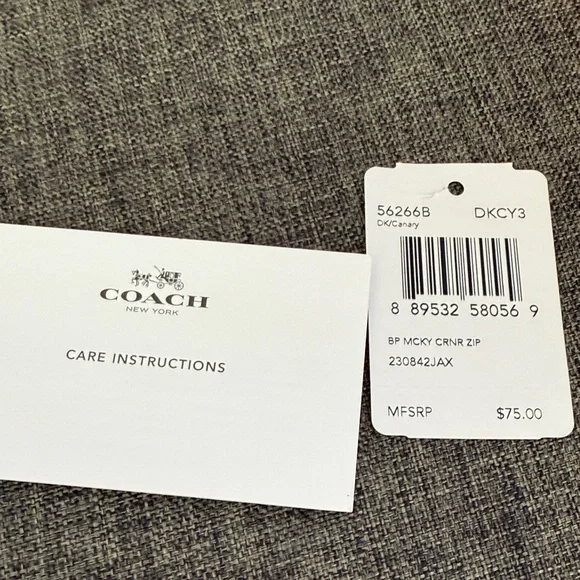 COACH
NEW YORK
CARE INSTRUCTIONS
56266B DKCY3
DK/Canary
8 89532 58056 9
BP MCKY CRNR ZIP
230842JAX
MFSRP $75.00